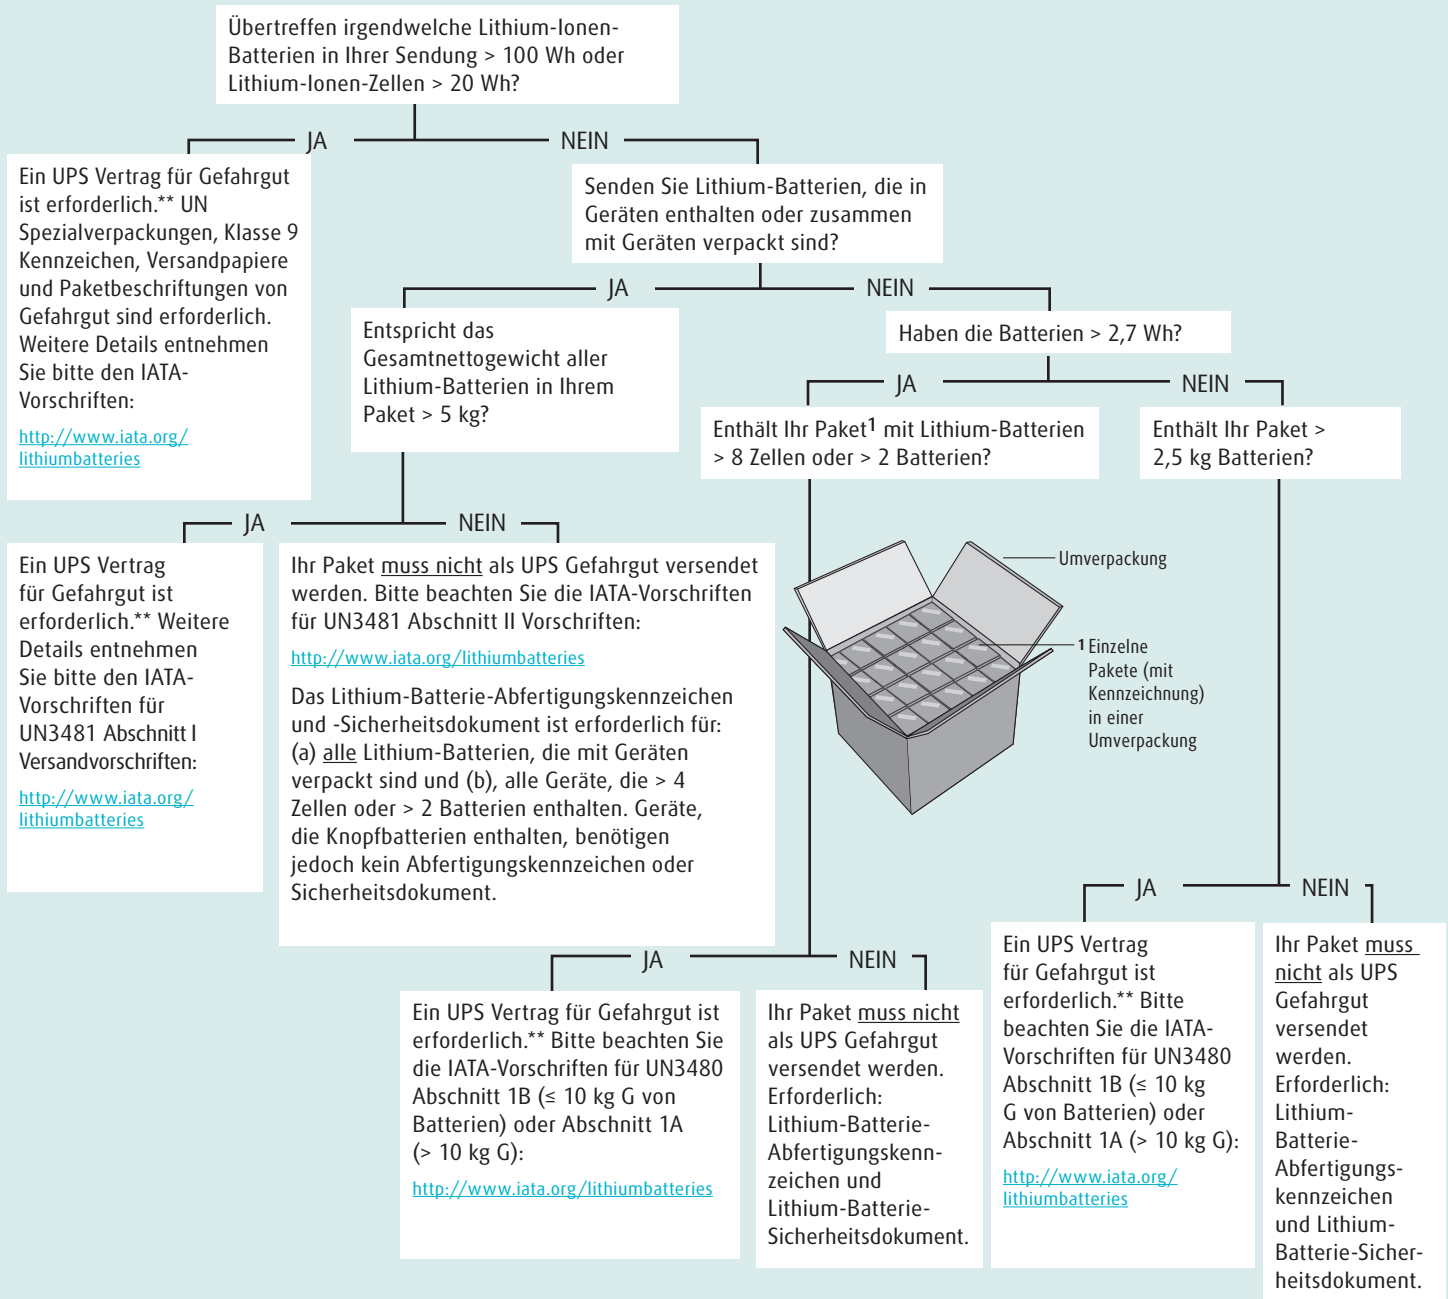 Übertreffen irgendwelche Lithium-Ionen-
Batterien in Ihrer Sendung > 100 Wh oder
Lithium-Ionen-Zellen > 20 Wh?
JA
NEIN
Ein UPS Vertrag für Gefahrgut
ist erforderlich.** UN
Spezialverpackungen, Klasse 9
Kennzeichen, Versandpapiere
und Paketbeschriftungen von
Gefahrgut sind erforderlich.
Weitere Details entnehmen
Sie bitte den IATA-
Vorschriften:
http://www.iata.org/
lithiumbatteries
Senden Sie Lithium-Batterien, die in
Geräten enthalten oder zusammen
mit Geräten verpackt sind?
JA
NEIN
Entspricht das
Gesamtnettogewicht aller
Lithium-Batterien in Ihrem
Paket > 5 kg?
Haben die Batterien > 2,7 Wh?
JA
NEIN
Enthält Ihr Paket1 mit Lithium-Batterien
> 8 Zellen oder > 2 Batterien?
Enthält Ihr Paket >
2,5 kg Batterien?
JA
NEIN
Ein UPS Vertrag
für Gefahrgut ist
erforderlich.** Weitere
Details entnehmen
Sie bitte den IATA-
Vorschriften für
UN3481 Abschnitt I
Versandvorschriften:
http://www.iata.org/
lithiumbatteries
Ihr Paket muss nicht als UPS Gefahrgut versendet
werden. Bitte beachten Sie die IATA-Vorschriften
für UN3481 Abschnitt II Vorschriften:
http://www.iata.org/lithiumbatteries
Das Lithium-Batterie-Abfertigungskennzeichen
und -Sicherheitsdokument ist erforderlich für:
(a) alle Lithium-Batterien, die mit Geräten
verpackt sind und (b), alle Geräte, die > 4
Zellen oder > 2 Batterien enthalten. Geräte,
die Knopfbatterien enthalten, benötigen
jedoch kein Abfertigungskennzeichen oder
Sicherheitsdokument.
Umverpackung
1 Einzelne
Pakete (mit
Kennzeichnung)
in einer
Umverpackung
JA
NEIN
Ein UPS Vertrag für Gefahrgut ist
erforderlich.** Bitte beachten Sie
die IATA-Vorschriften für UN3480
Abschnitt 1B (≤ 10 kg G von
Batterien) oder Abschnitt 1A
(> 10 kg G):
http://www.iata.org/lithiumbatteries
Ihr Paket muss nicht
als UPS Gefahrgut
versendet werden.
Erforderlich:
Lithium-Batterie-
Abfertigungskenn-
zeichen und
Lithium-Batterie-
Sicherheitsdokument.
JA
NEIN
Ein UPS Vertrag
für Gefahrgut ist
erforderlich.** Bitte
beachten Sie die IATA-
Vorschriften für UN3480
Abschnitt 1B (≤ 10 kg
G von Batterien) oder
Abschnitt 1A (> 10 kg G):
http://www.iata.org/
lithiumbatteries
Ihr Paket muss
nicht als UPS
Gefahrgut
versendet
werden.
Erforderlich:
Lithium-
Batterie-
Abfertigungs-
kennzeichen
und Lithium-
Batterie-Sicher-
heitsdokument.